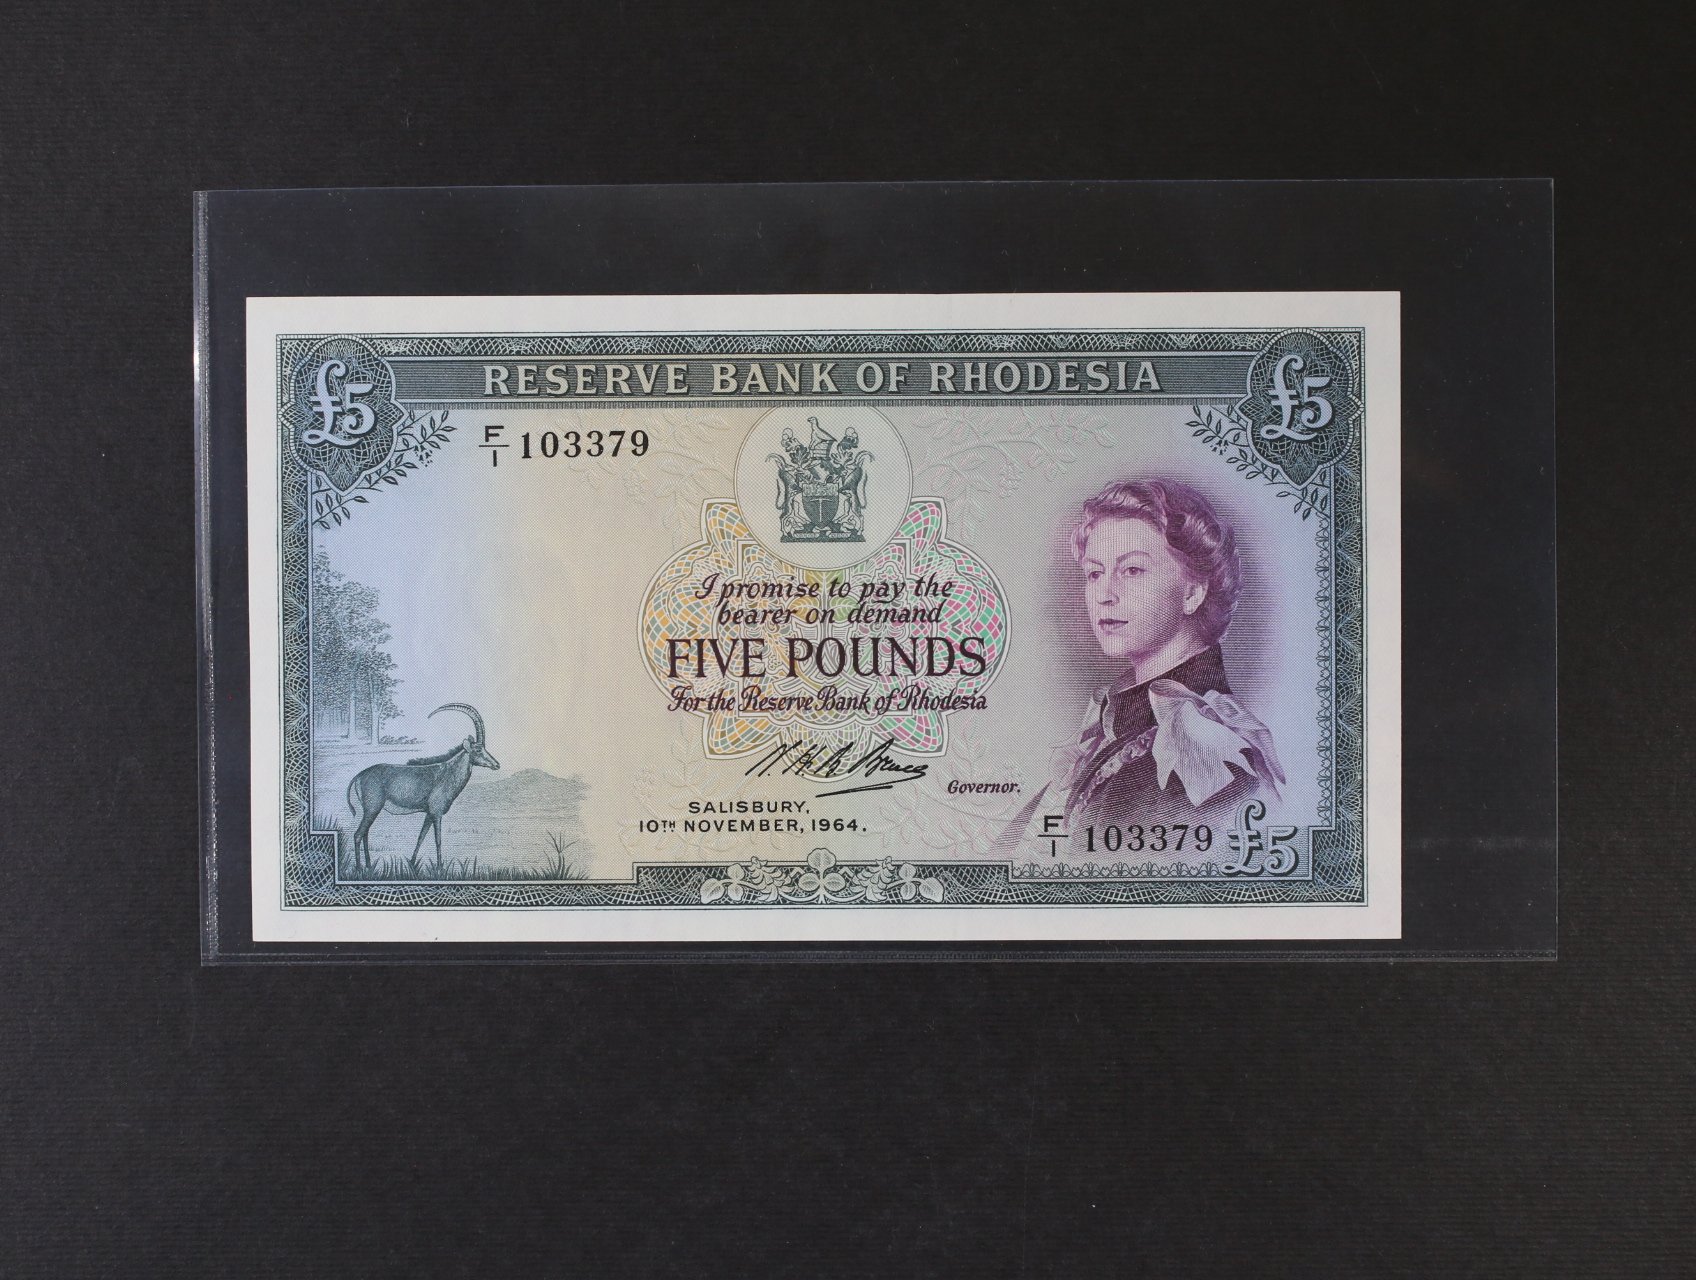 RESERVE BANK OF RHODESIA
£5
£5
F/1 103379
I promise to pay the
bearer on demand
FIVE POUNDS
For the Reserve Bank of Rhodesia
N. H. B. Bruce
Governor.
SALISBURY,
10TH NOVEMBER, 1964.
F/1 103379
£5